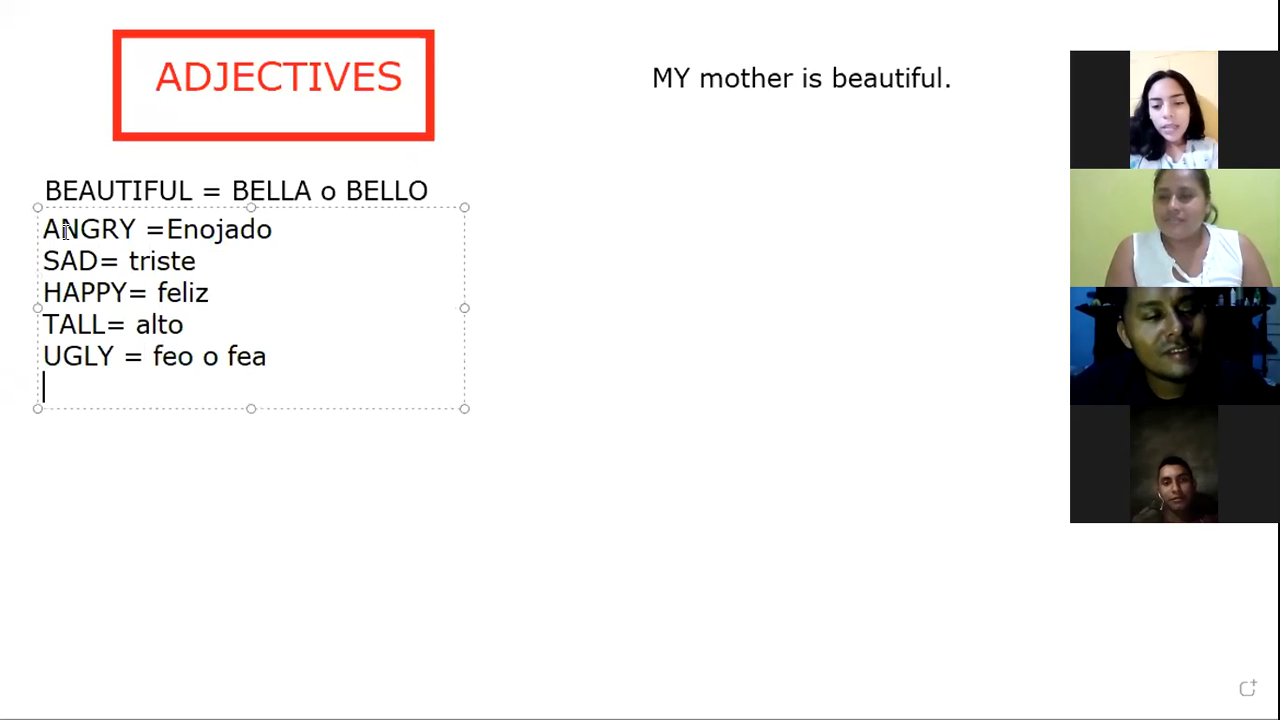 ADJECTIVES
MY mother is beautiful.
BEAUTIFUL = BELLA o BELLO
ANGRY =Enojado
SAD= triste
HAPPY= feliz
TALL= alto
UGLY = feo o fea